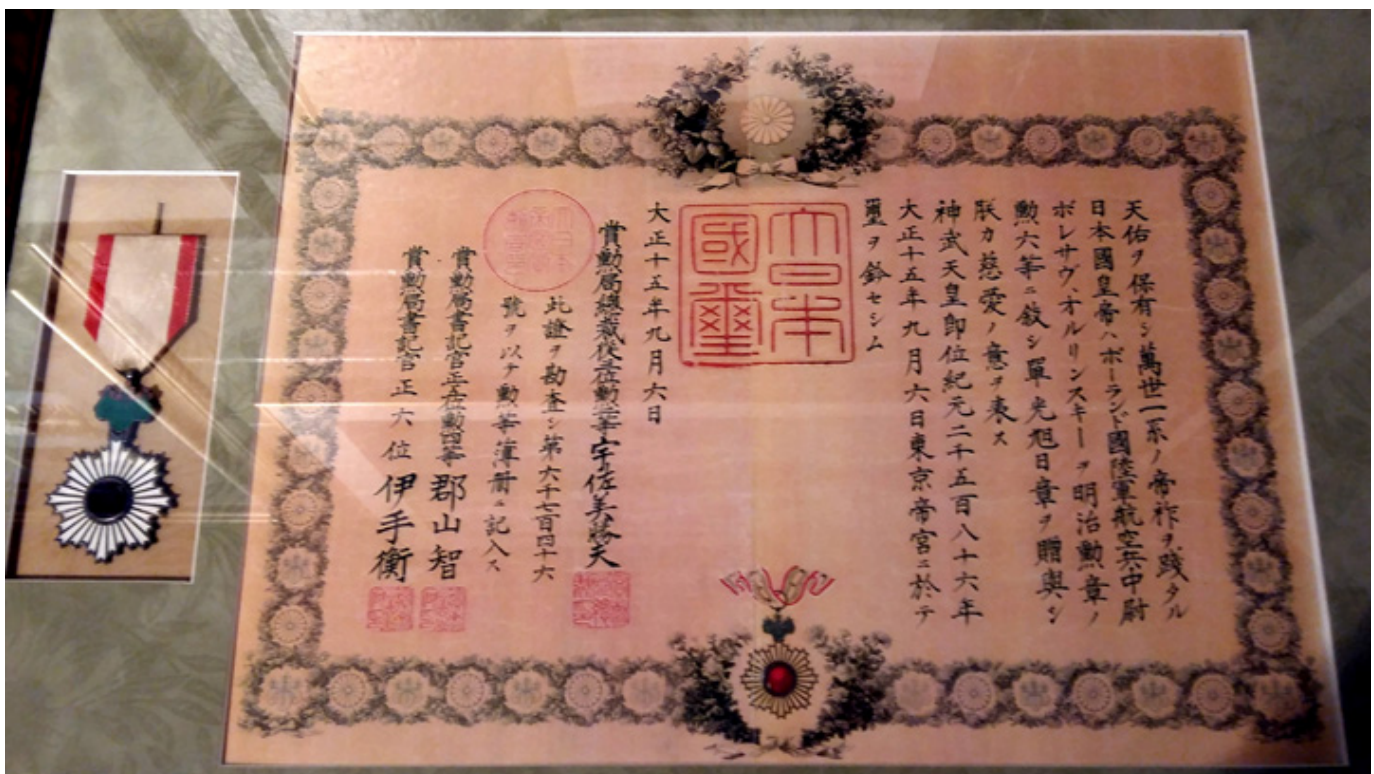 天佑ヲ保有シ萬世一系ノ帝祚ヲ踐タル
日本國皇帝ハポーランド國陸軍航空兵中尉
ボレサヴ、オルリンスキーヲ明治勲章ノ
勲六等ニ敍シ單光旭日章ヲ贈與シ
朕カ慈愛ノ意ヲ表ス
神武天皇卽位紀元二千五百八十六年
大正十五年九月六日東京帝宮ニ於テ
璽ヲ鈐セシム
大日本
國璽
大正十五年九月六日
賞勲局總裁從三位勲二等宇佐美勝夫
此證ヲ勘査シ第六千七百四十六
號ヲ以テ勲等簿册ニ記入ス
賞勲局書記官正五位勲四等郡山智
賞勲局書記官正六位伊手衡